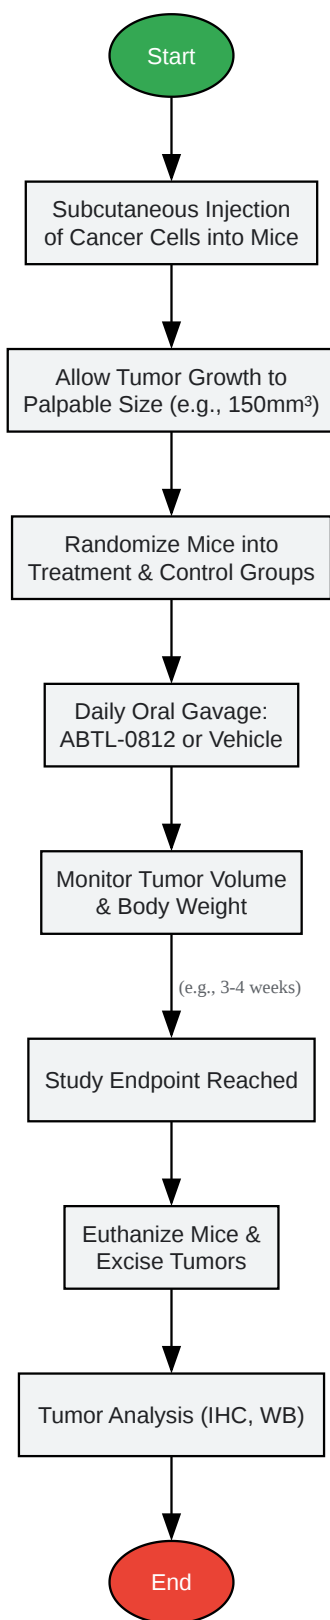 Start
Subcutaneous Injection
of Cancer Cells into Mice
Allow Tumor Growth to
Palpable Size (e.g., 150mm³)
Randomize Mice into
Treatment & Control Groups
Daily Oral Gavage:
ABTL-0812 or Vehicle
Monitor Tumor Volume
& Body Weight
(e.g., 3-4 weeks)
Study Endpoint Reached
Euthanize Mice &
Excise Tumors
Tumor Analysis (IHC, WB)
End